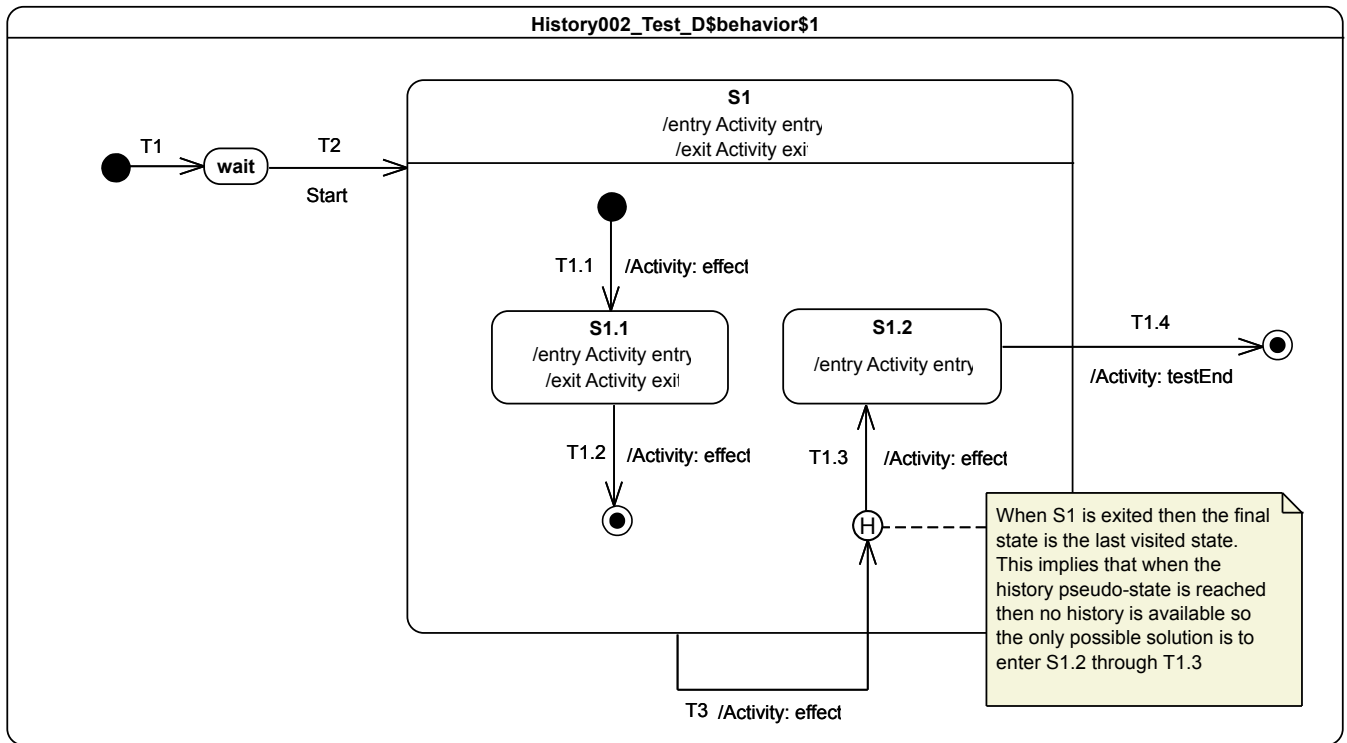 History002_Test_D$behavior$1
S1
/entry Activity entry
/exit Activity exi
T1
wait
T2
Start
T1.1 /Activity: effect
S1.1
/entry Activity entry
/exit Activity exit
S1.2
/entry Activity entry
T1.4
/Activity: testEnd
T1.2 /Activity: effect
T1.3 /Activity: effect
H
When S1 is exited then the final
state is the last visited state.
This implies that when the
history pseudo-state is reached
then no history is available so
the only possible solution is to
enter S1.2 through T1.3
T3 /Activity: effect